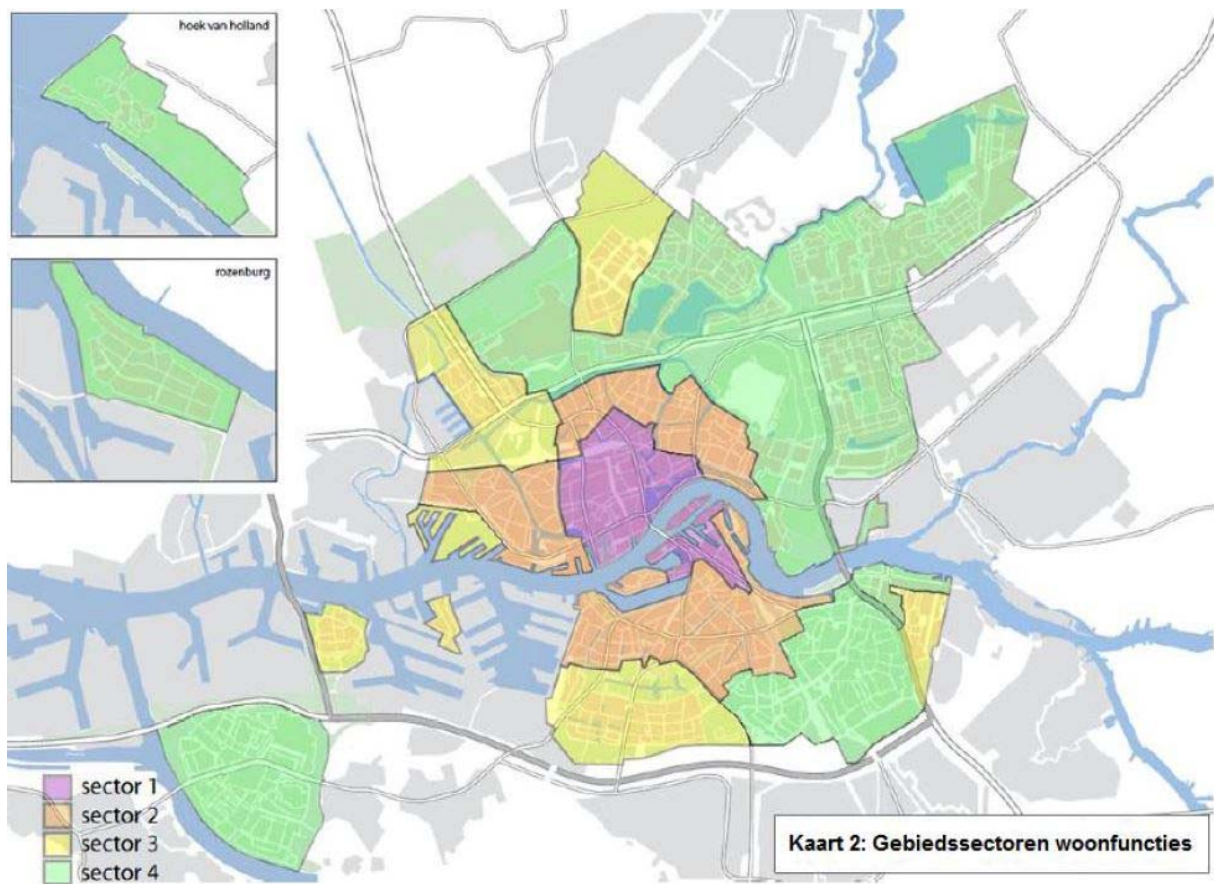 hoek van holland
rozenburg
sector 1
sector 2
sector 3
sector 4
Kaart 2: Gebiedssectoren woonfuncties